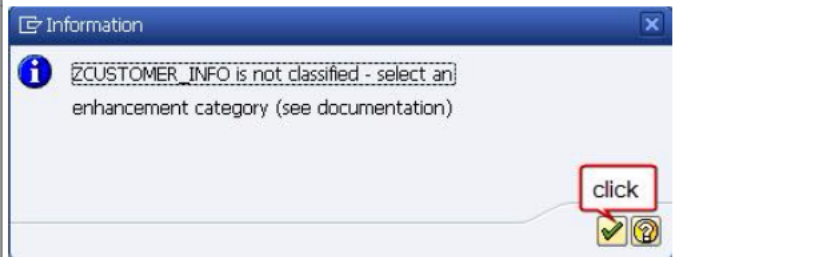 Information
ZCUSTOMER_INFO is not classified - select an
enhancement category (see documentation)
click